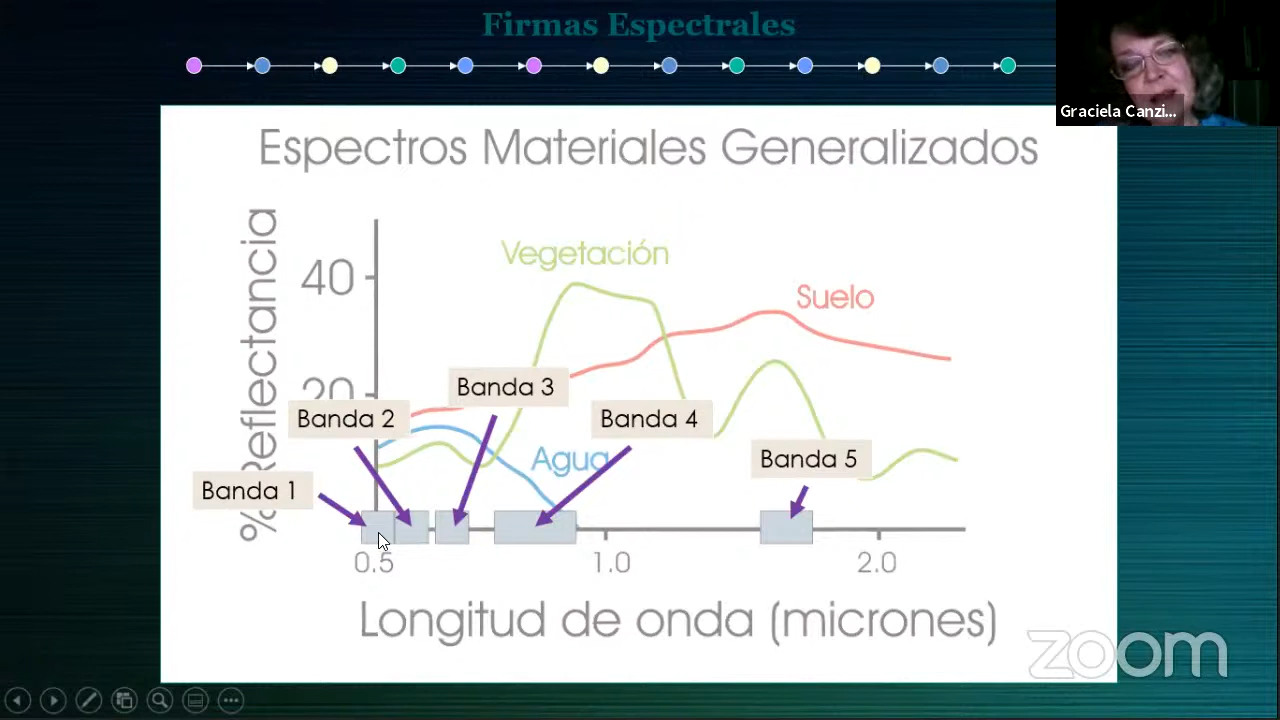 Firmas Espectrales
Graciela Canzi...
Espectros Materiales Generalizados
% Reflectancia
40
20
Vegetación
Suelo
Agua
Banda 1
Banda 2
Banda 3
Banda 4
Banda 5
0.5
1.0
2.0
Longitud de onda (micrones)
zoom